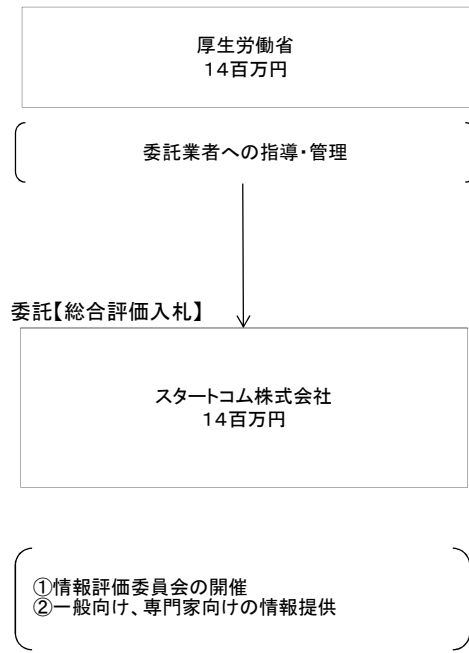 厚生労働省
１４百万円
委託業者への指導・管理
委託【総合評価入札】
スタートコム株式会社
１４百万円
①情報評価委員会の開催
②一般向け、専門家向けの情報提供